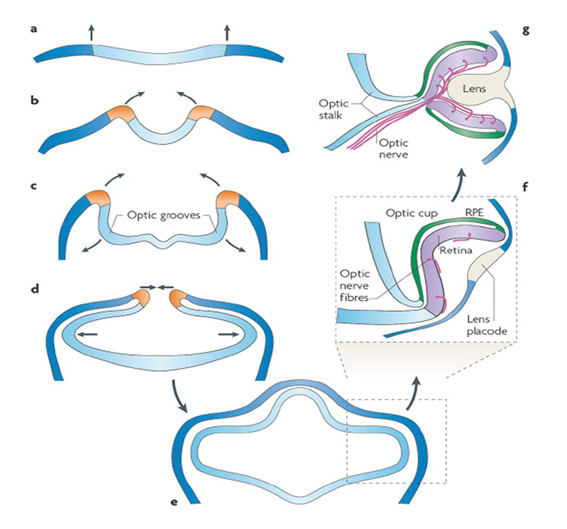 a
b
c
Optic grooves
d
e
f
Optic cup
RPE
Retina
Optic
nerve
fibres
Lens
placode
g
Lens
Optic
stalk
Optic
nerve